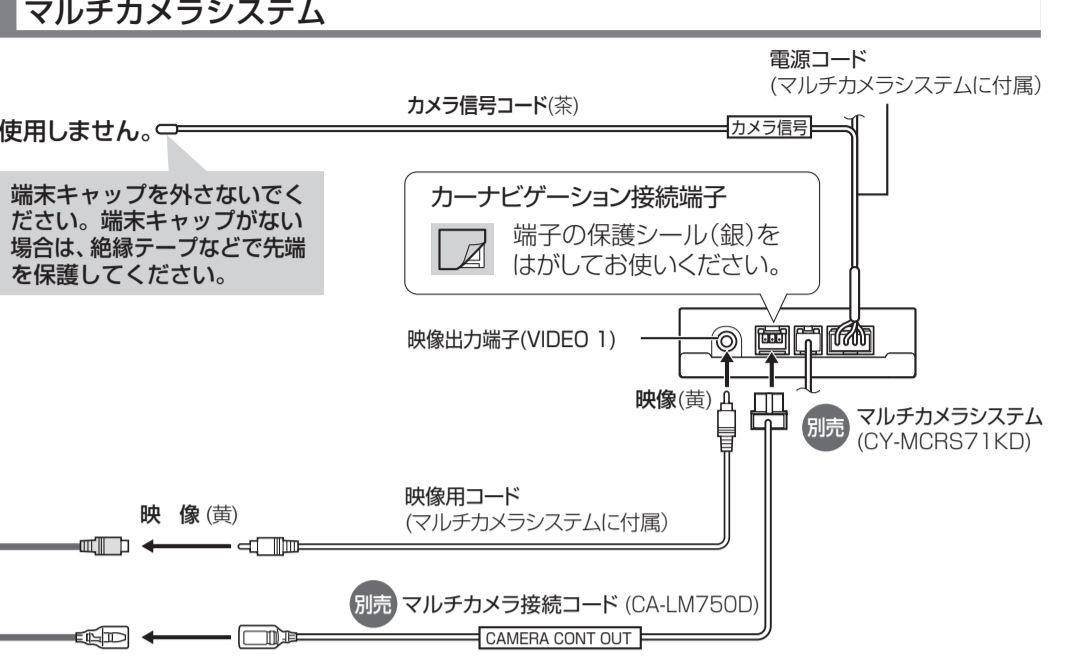 マルチカメラシステム
電源コード
(マルチカメラシステムに付属)
カメラ信号コード(茶)
使用しません。
カメラ信号
端末キャップを外さないでく
ださい。端末キャップがない
場合は、絶縁テープなどで先端
を保護してください。
カーナビゲーション接続端子
端子の保護シール(銀)を
はがしてお使いください。
映像出力端子(VIDEO 1)
映像(黄)
別売 マルチカメラシステム
(CY-MCRS71KD)
映像用コード
(マルチカメラシステムに付属)
映 像 (黄)
別売 マルチカメラ接続コード (CA-LM750D)
CAMERA CONT OUT